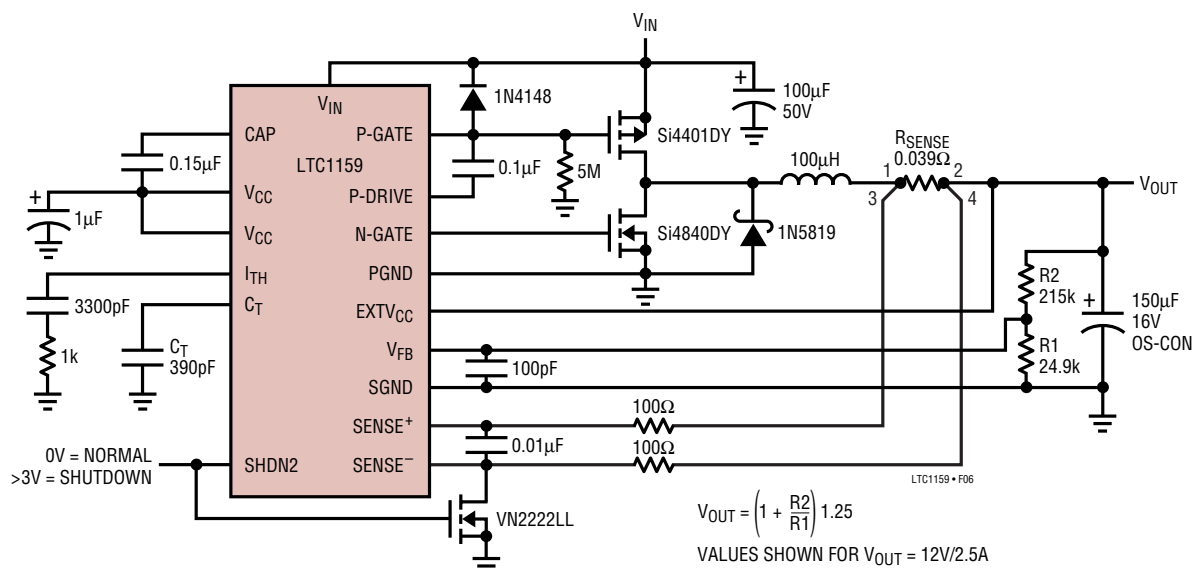 V_IN
1N4148
+
100µF
50V
V_IN
CAP
P-GATE
LTC1159
Si4401DY
R_SENSE
0.039Ω
0.15µF
0.1µF
5M
100µH
1
2
3
4
V_OUT
+
1µF
V_CC
P-DRIVE
V_CC
N-GATE
Si4840DY
1N5819
I_TH
PGND
3300pF
C_T
EXTV_CC
R2
215k
+
150µF
16V
OS-CON
1k
C_T
390pF
V_FB
100pF
R1
24.9k
SGND
SENSE⁺
100Ω
0.01µF
0V = NORMAL
>3V = SHUTDOWN
SHDN2
SENSE⁻
100Ω
LTC1159 • F06
VN2222LL
V_OUT = (1 + R2/R1) 1.25
VALUES SHOWN FOR V_OUT = 12V/2.5A